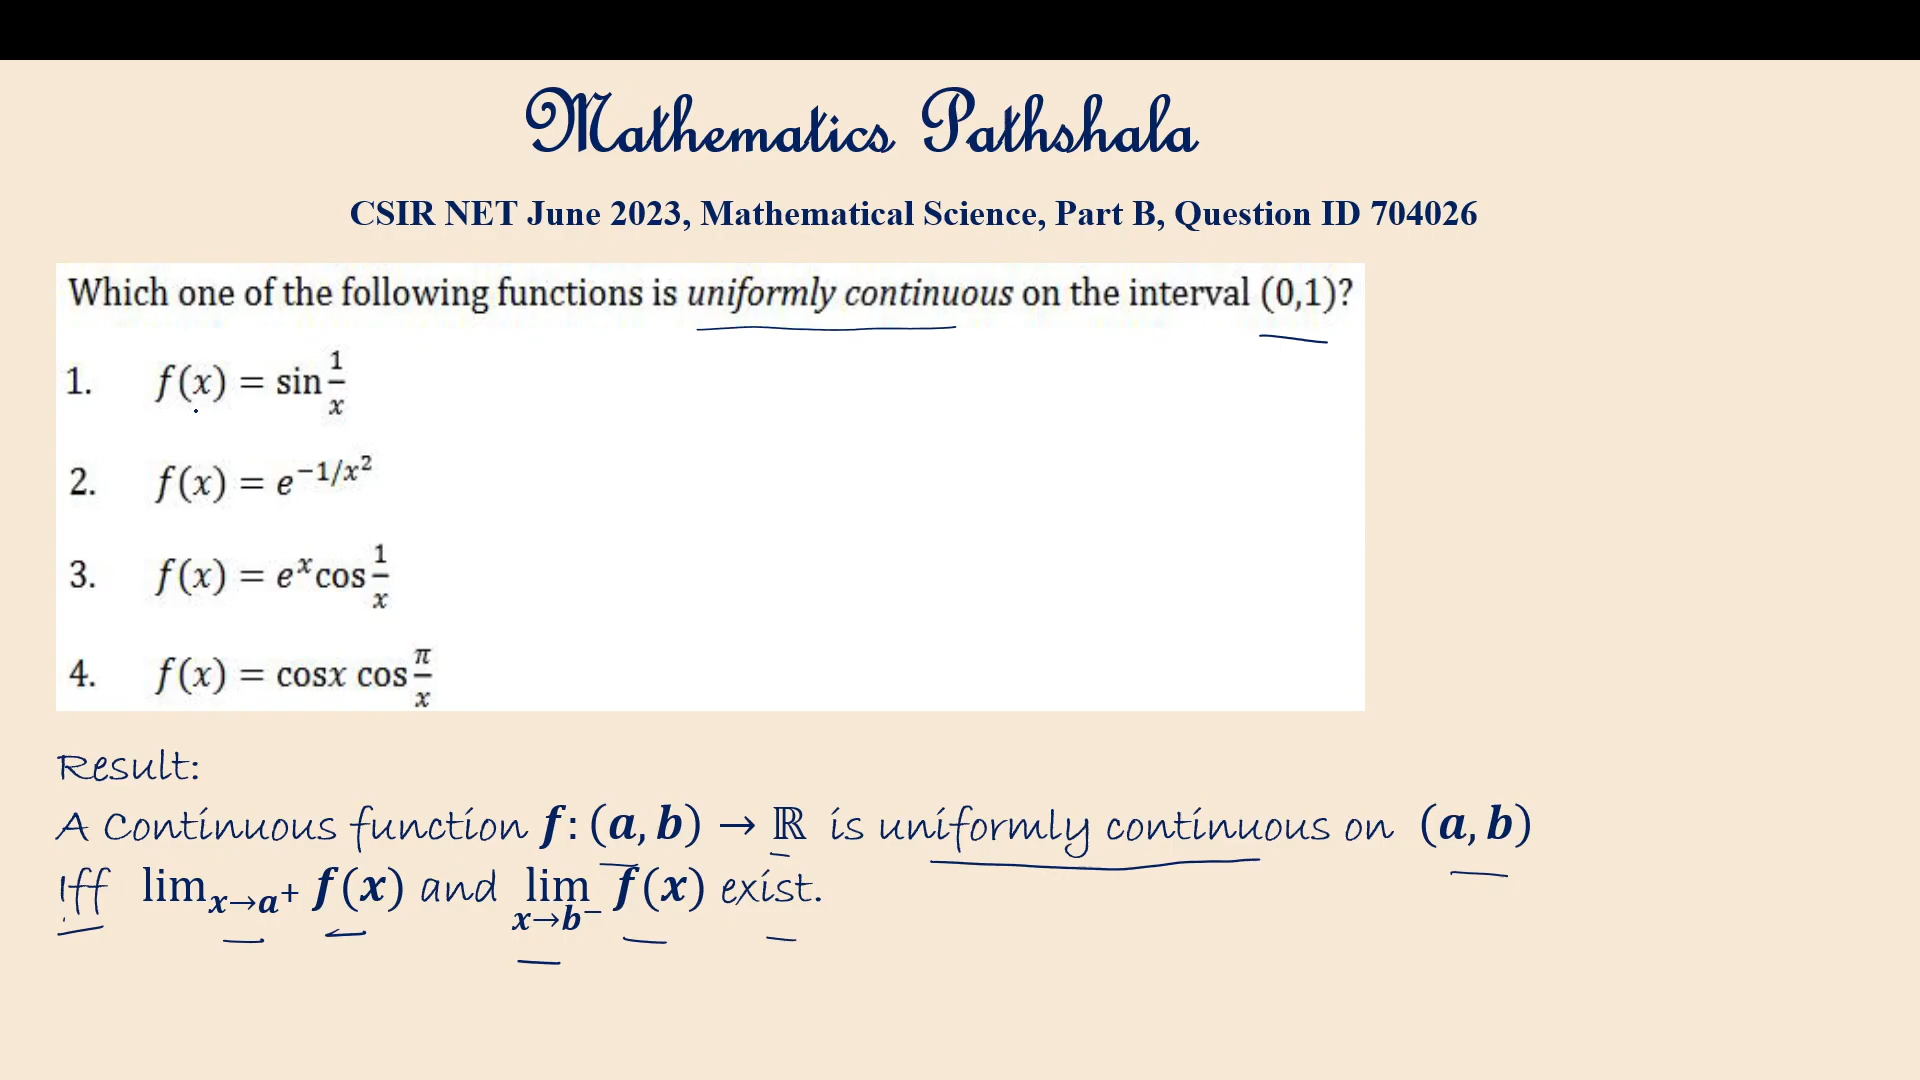 Mathematics Pathshala
CSIR NET June 2023, Mathematical Science, Part B, Question ID 704026
Which one of the following functions is uniformly continuous on the interval (0,1)?
1. f(x) = sin 1/x
2. f(x) = e^{-1/x^2}
3. f(x) = e^x cos 1/x
4. f(x) = cosx cos π/x
Result:
A Continuous function f: (a, b) → ℝ is uniformly continuous on (a, b)
Iff lim_{x→a^+} f(x) and lim_{x→b^-} f(x) exist.